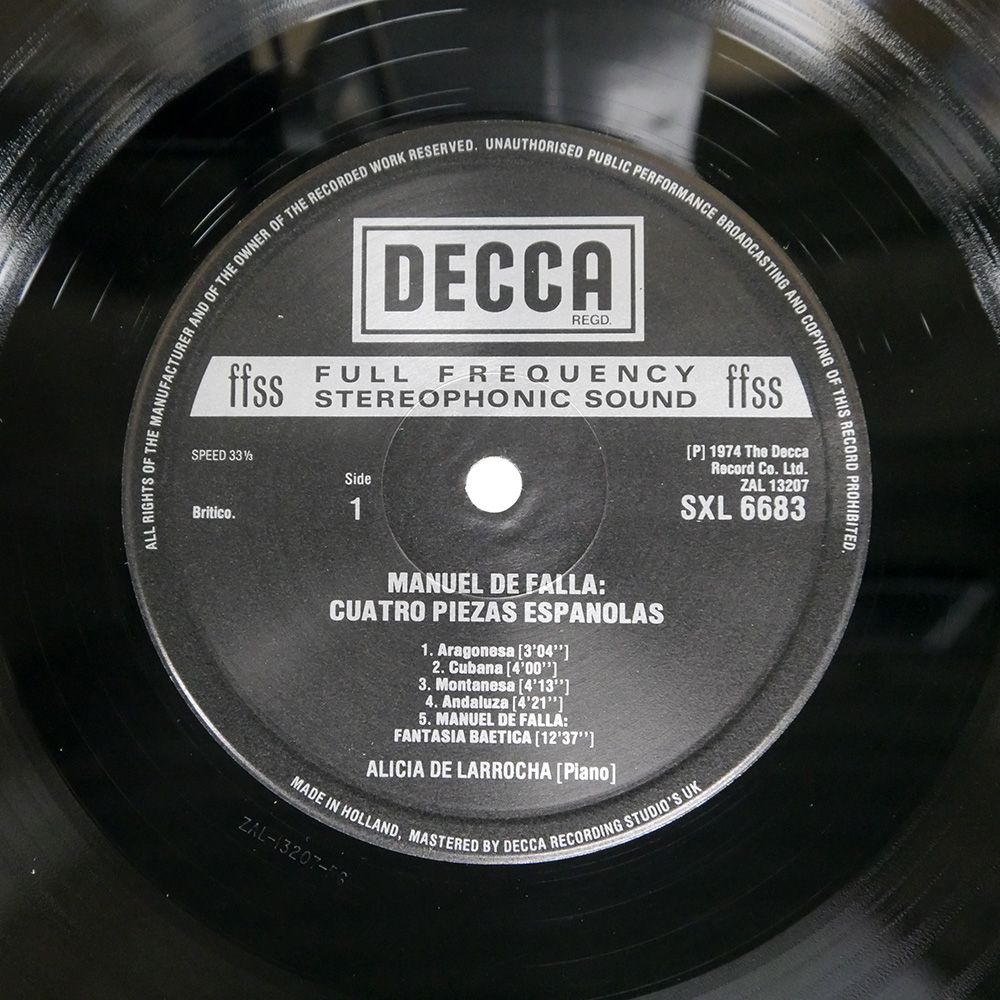 ALL RIGHTS OF THE MANUFACTURER AND OF THE OWNER OF THE RECORDED WORK RESERVED. UNAUTHORISED PUBLIC PERFORMANCE BROADCASTING AND COPYING OF THIS RECORD PROHIBITED.
DECCA
REGD.
ffss FULL FREQUENCY ffss
STEREOPHONIC SOUND
SPEED 33⅓
[P] 1974 The Decca
Record Co. Ltd.
ZAL 13207
SXL 6683
Side
1
Britico.
MANUEL DE FALLA:
CUATRO PIEZAS ESPANOLAS
1. Aragonesa [3'04'']
2. Cubana [4'00'']
3. Montanesa [4'13'']
4. Andaluza [4'21'']
5. MANUEL DE FALLA:
FANTASIA BAETICA [12'37'']
ALICIA DE LARROCHA [Piano]
MADE IN HOLLAND, MASTERED BY DECCA RECORDING STUDIO'S UK